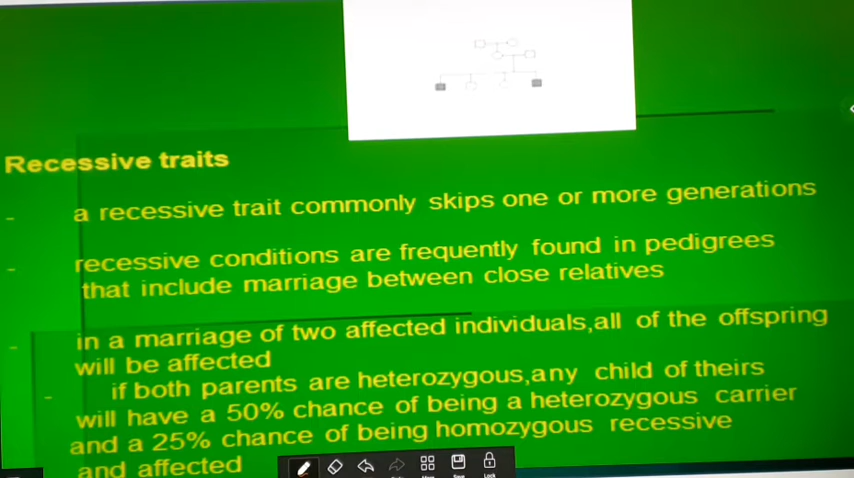 Recessive traits
- a recessive trait commonly skips one or more generations
- recessive conditions are frequently found in pedigrees
that include marriage between close relatives
- in a marriage of two affected individuals,all of the offspring
will be affected
- if both parents are heterozygous,any child of theirs
will have a 50% chance of being a heterozygous carrier
and a 25% chance of being homozygous recessive
and affected
Save
Lock